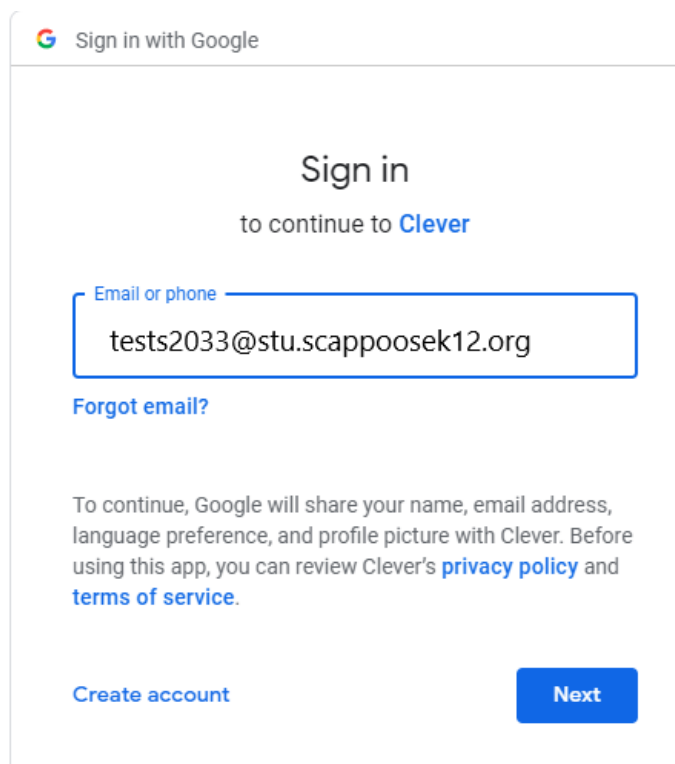 Sign in with Google
Sign in
to continue to Clever
Email or phone
tests2033@stu.scappoosek12.org
Forgot email?
To continue, Google will share your name, email address,
language preference, and profile picture with Clever. Before
using this app, you can review Clever’s privacy policy and
terms of service.
Create account
Next